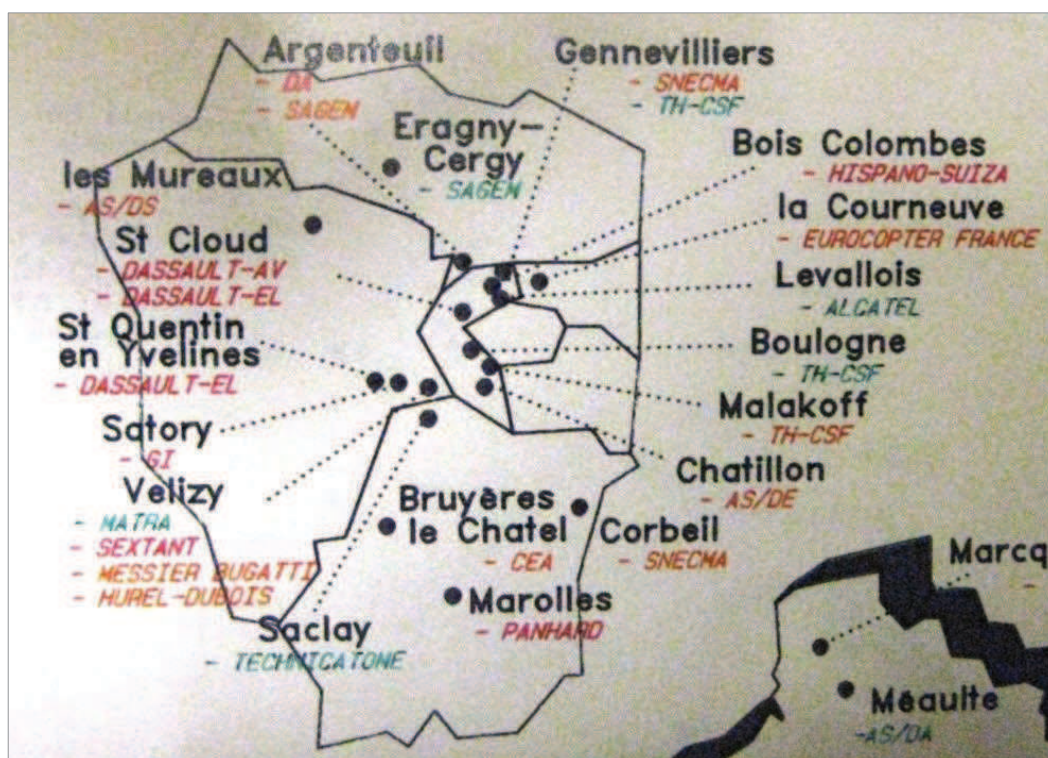 Argenteuil
- DA
- SAGEM
Gennevilliers
- SNECMA
- TH-CSF
Eragny-
Cergy
- SAGEM
Bois Colombes
- HISPANO-SUIZA
les Mureaux
- AS/DS
la Courneuve
- EUROCOPTER FRANCE
St Cloud
- DASSAULT-AV
- DASSAULT-EL
Levallois
- ALCATEL
St Quentin
en Yvelines
- DASSAULT-EL
Boulogne
- TH-CSF
Malakoff
- TH-CSF
Satory
- GI
Chatillon
- AS/DE
Velizy
- MATRA
- SEXTANT
- MESSIER BUGATTI
- HUREL-DUBOIS
Bruyères
le Chatel
- CEA
Corbeil
- SNECMA
Marolles
- PANHARD
Saclay
- TECHNICATONE
Marcq
-
Méaulte
-AS/DA